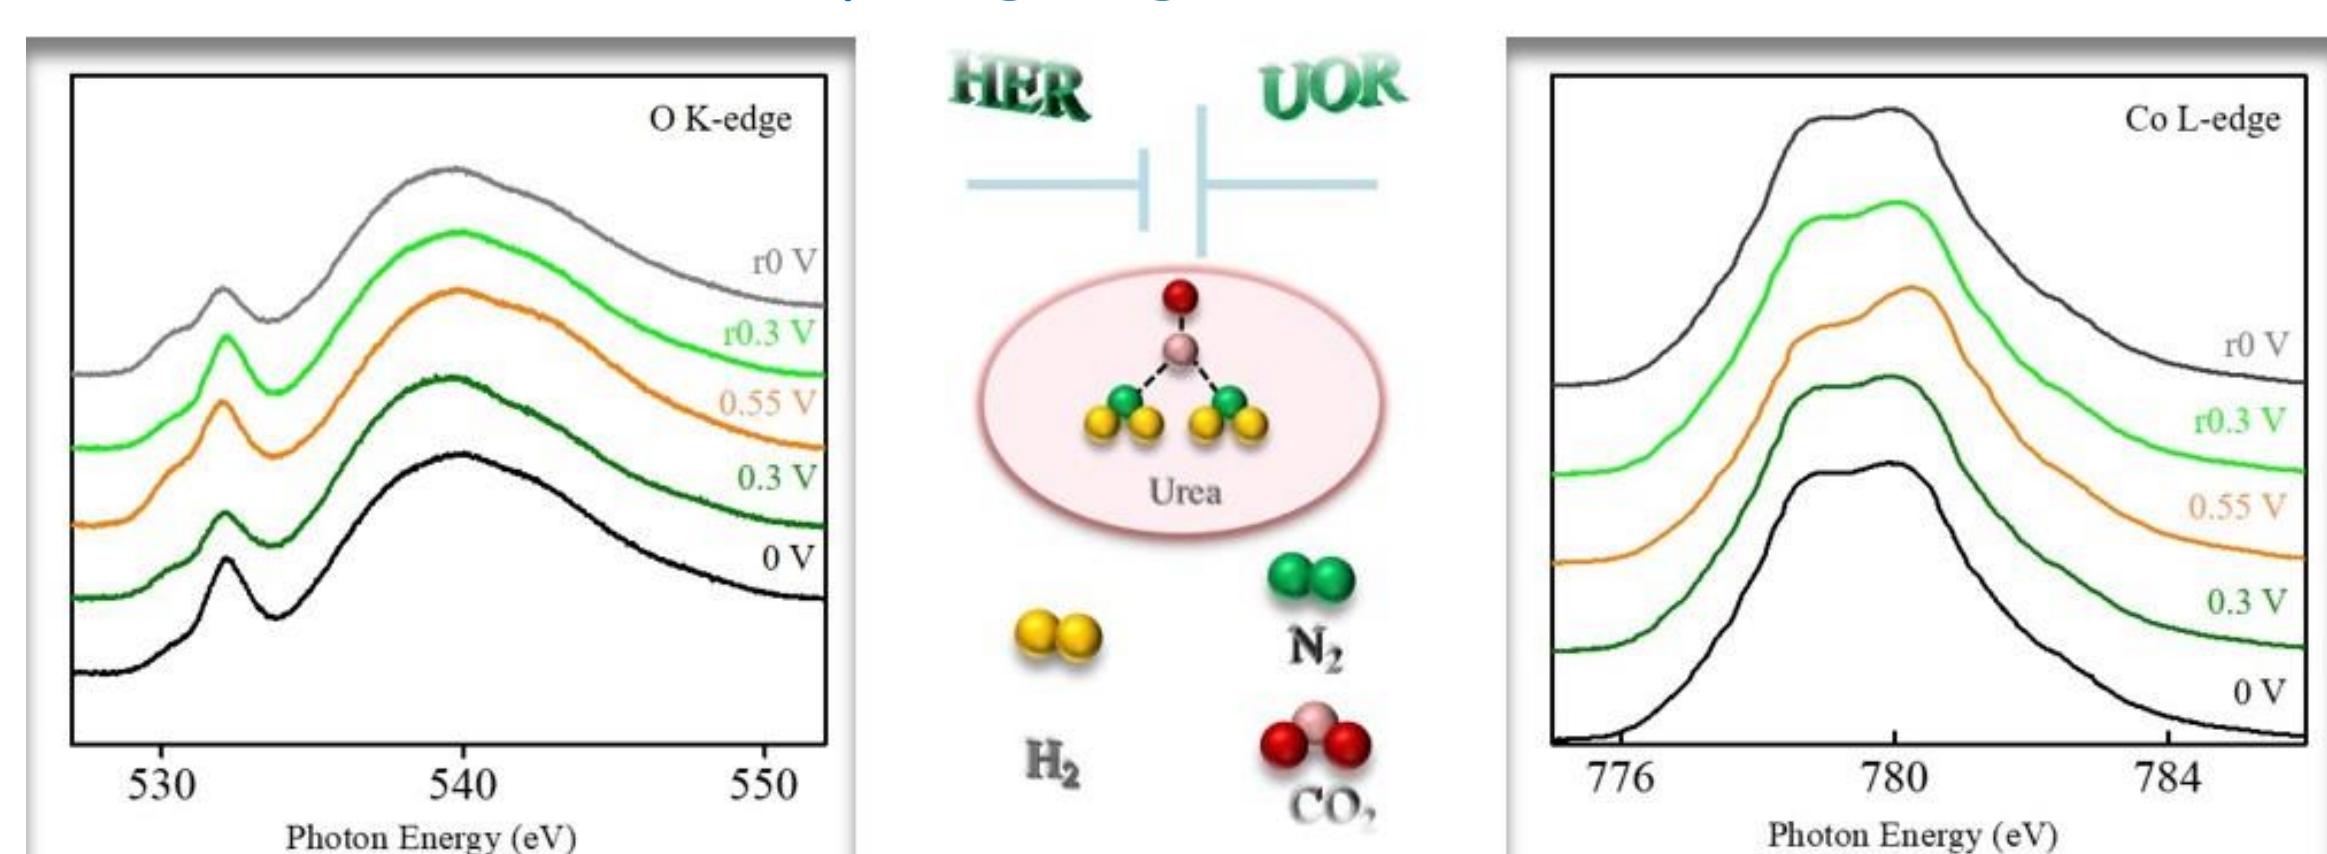 O K-edge
r0 V
r0.3 V
0.55 V
0.3 V
0 V
530 540 550
Photon Energy (eV)
HER UOR
Urea
N₂
H₂
CO₂
Co L-edge
r0 V
r0.3 V
0.55 V
0.3 V
0 V
776 780 784
Photon Energy (eV)